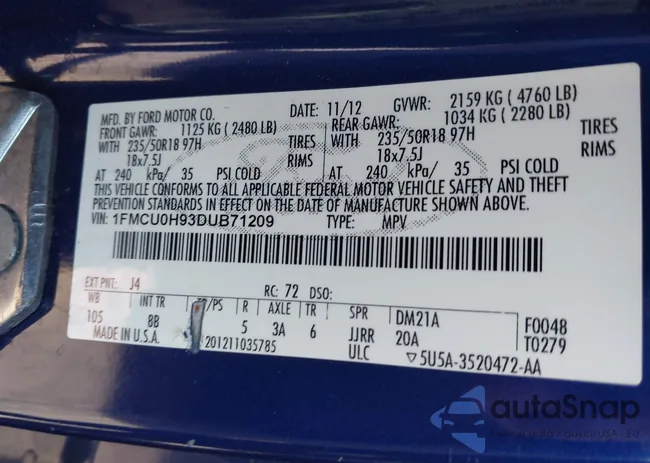 MFD. BY FORD MOTOR CO. DATE: 11/12 GVWR: 2159 KG ( 4760 LB)
FRONT GAWR: 1125 KG ( 2480 LB) REAR GAWR: 1034 KG ( 2280 LB)
WITH 235/50R18 97H TIRES WITH 235/50R18 97H TIRES
18x7.5J RIMS 18x7.5J RIMS
AT 240 kPa/ 35 PSI COLD AT 240 kPa/ 35 PSI COLD
THIS VEHICLE CONFORMS TO ALL APPLICABLE FEDERAL MOTOR VEHICLE SAFETY AND THEFT
PREVENTION STANDARDS IN EFFECT ON THE DATE OF MANUFACTURE SHOWN ABOVE.
VIN: 1FMCU0H93DUB71209 TYPE: MPV
EXT PNT: J4 RC: 72 DSO:
WB INT TR TP/PS R AXLE TR SPR DM21A F0048
105 8B 5 3A 6 JJRR 20A T0279
MADE IN U.S.A. 201211035785 ULC 5U5A-3520472-AA
autaSnap